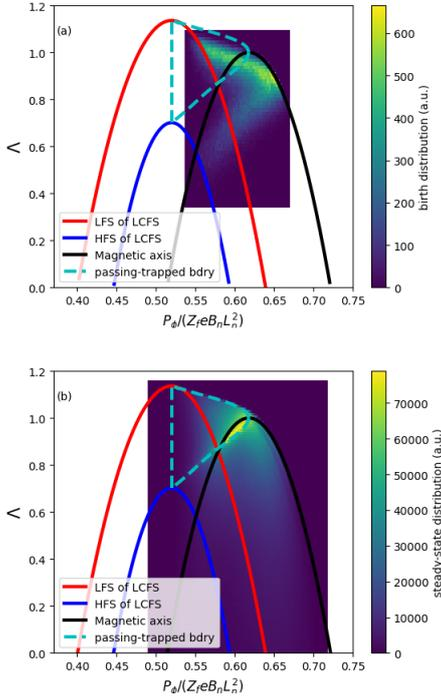 (a)
Λ
1.2
1.0
0.8
0.6
0.4
0.2
0.0
LFS of LCFS
HFS of LCFS
Magnetic axis
passing-trapped bdry
0.40 0.45 0.50 0.55 0.60 0.65 0.70 0.75
P_ϕ/(Z_f e B_n L_n^2)
600
500
400
300
200
100
0
birth distribution (a.u.)
(b)
Λ
1.2
1.0
0.8
0.6
0.4
0.2
0.0
LFS of LCFS
HFS of LCFS
Magnetic axis
passing-trapped bdry
0.40 0.45 0.50 0.55 0.60 0.65 0.70 0.75
P_ϕ/(Z_f e B_n L_n^2)
70000
60000
50000
40000
30000
20000
10000
0
steady-state distribution (a.u.)